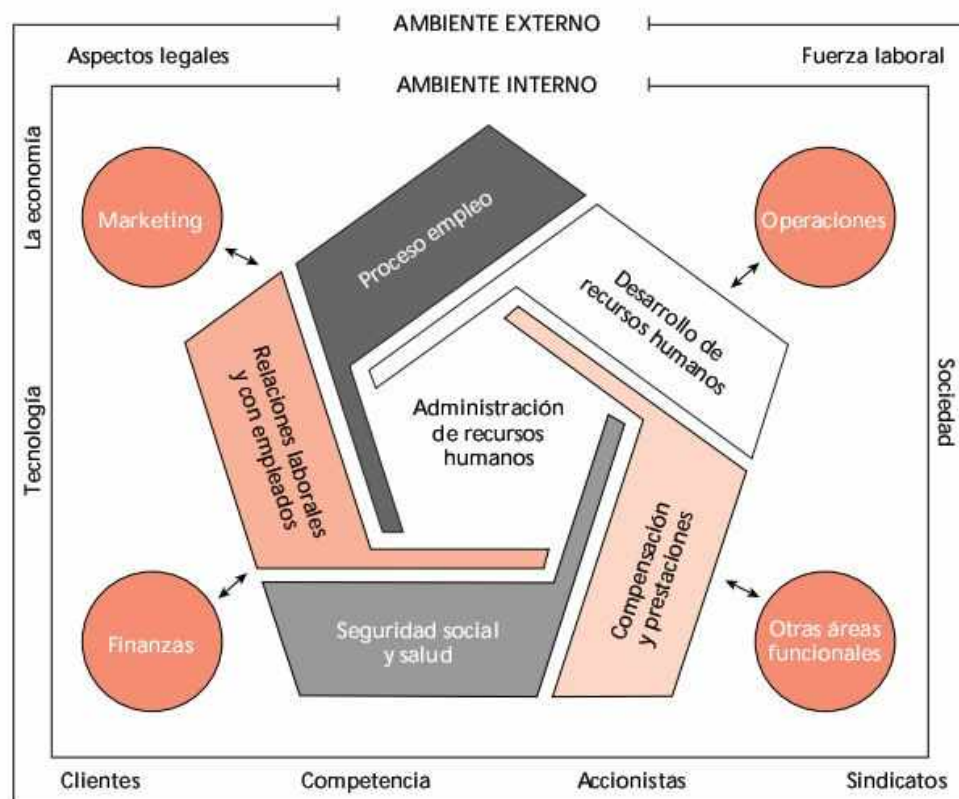 AMBIENTE EXTERNO
Aspectos legales
Fuerza laboral
AMBIENTE INTERNO
La economía
Marketing
Proceso empleo
Operaciones
Desarrollo de
recursos humanos
Relaciones laborales
y con empleados
Administración
de recursos
humanos
Tecnología
Sociedad
Compensación
y prestaciones
Seguridad social
y salud
Finanzas
Otras áreas
funcionales
Clientes
Competencia
Accionistas
Sindicatos